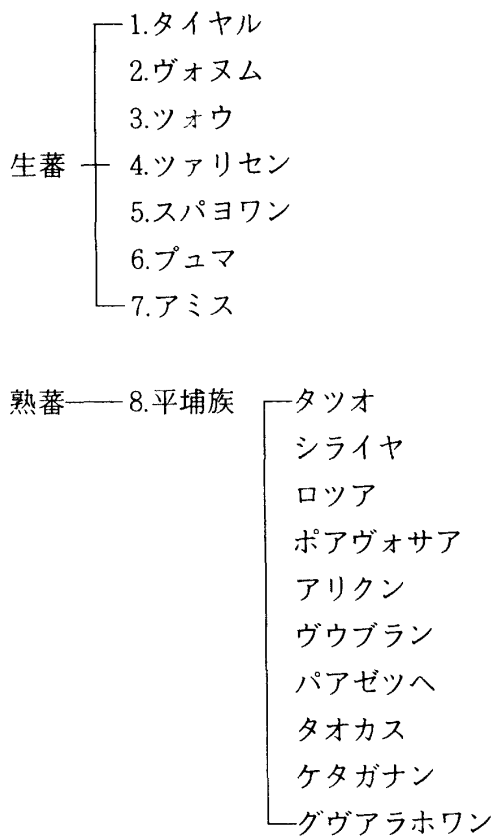 1.タイヤル
2.ヴォヌム
3.ツォウ
生蕃 4.ツァリセン
5.スパヨワン
6.プュマ
7.アミス
熟蕃 8.平埔族 タツオ
シライヤ
ロツア
ポアヴォサア
アリクン
ヴウブラン
パアゼツヘ
タオカス
ケタガナン
グヴアラホワン